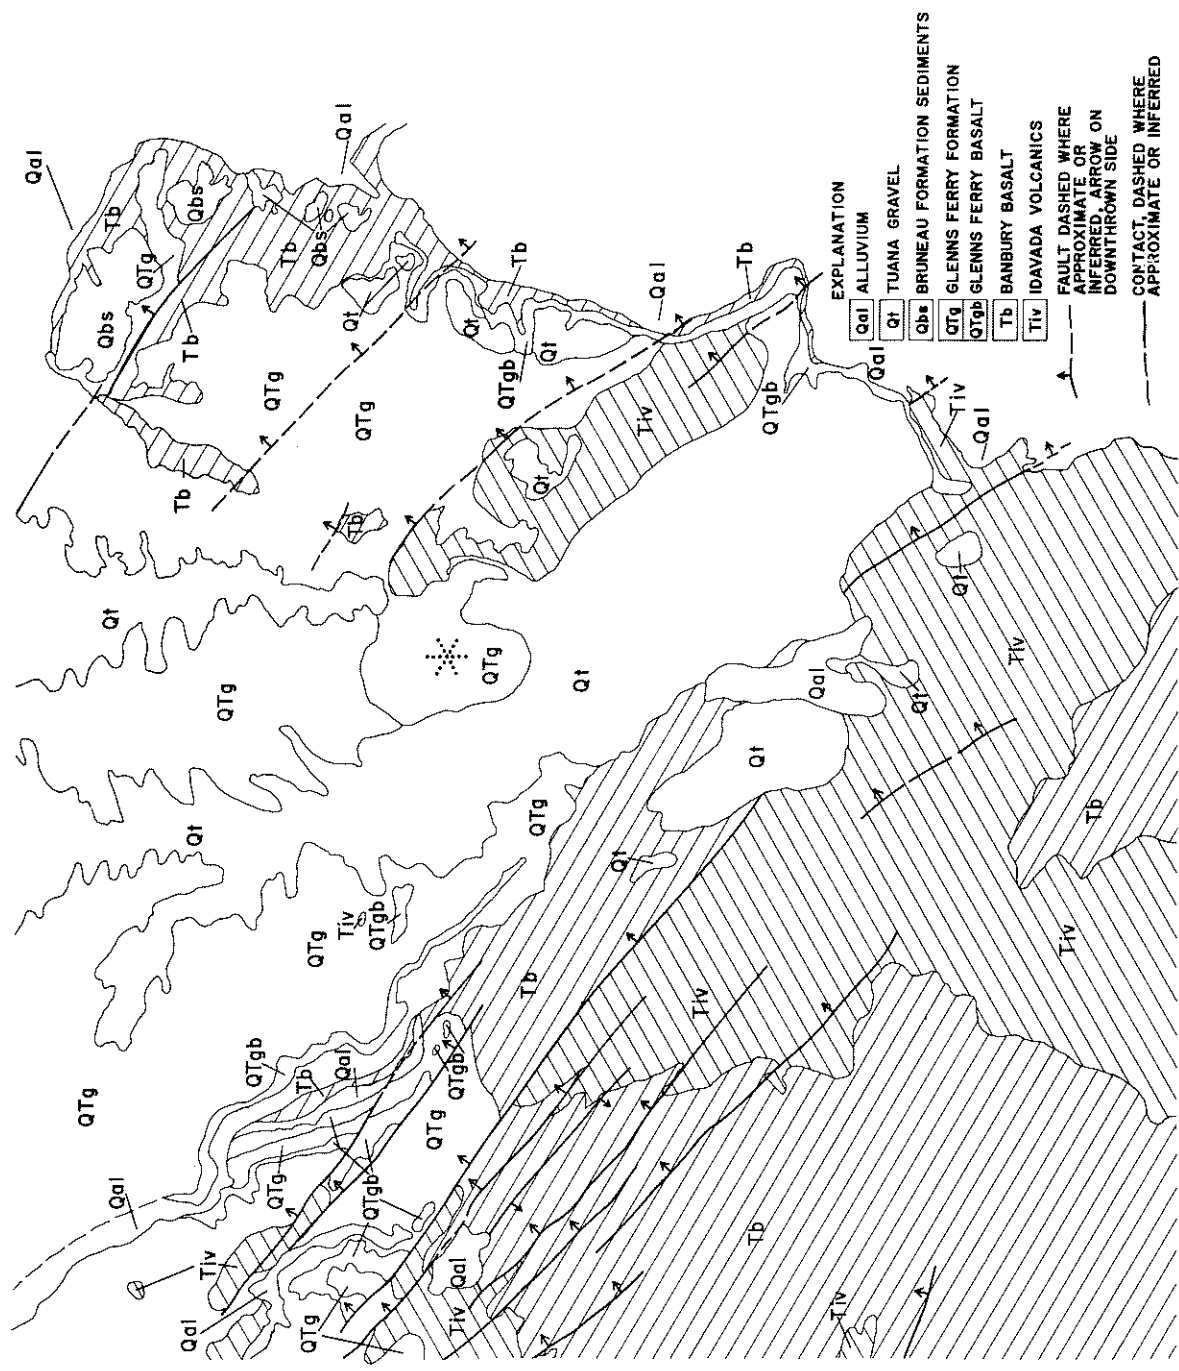 EXPLANATION
Qal ALLUVIUM
Qt TUANA GRAVEL
Qbs BRUNEAU FORMATION SEDIMENTS
QTg GLENNS FERRY FORMATION
QTgb GLENNS FERRY BASALT
Tb BANBURY BASALT
Tiv IDAVADA VOLCANICS
FAULT DASHED WHERE
APPROXIMATE OR
INFERRED, ARROW ON
DOWNTHROWN SIDE
CONTACT, DASHED WHERE
APPROXIMATE OR INFERRED
Qal
Tb
Qbs
Qal
QTg
Qbs
Tb
Qbs
Tb
Qt
QTg
QTg
Tb
Tb
Qt
Tb
QTgb
Qt
Qal
Tb
Tiv
Qt
QTgb
Qal
Tiv
Qal
Qt
QTg
QTg
Qt
Qt
Tiv
Qal
Qt
Qt
Qt
QTg
Qt
Tb
Tiv
QTgb
QTg
Tb
Tiv
Tiv
QTg
QTgb
Tb
Qal
QTgb
QTg
QTg
QTgb
Qal
Tiv
Qal
QTg
Qal
Tiv
Tb
Tiv